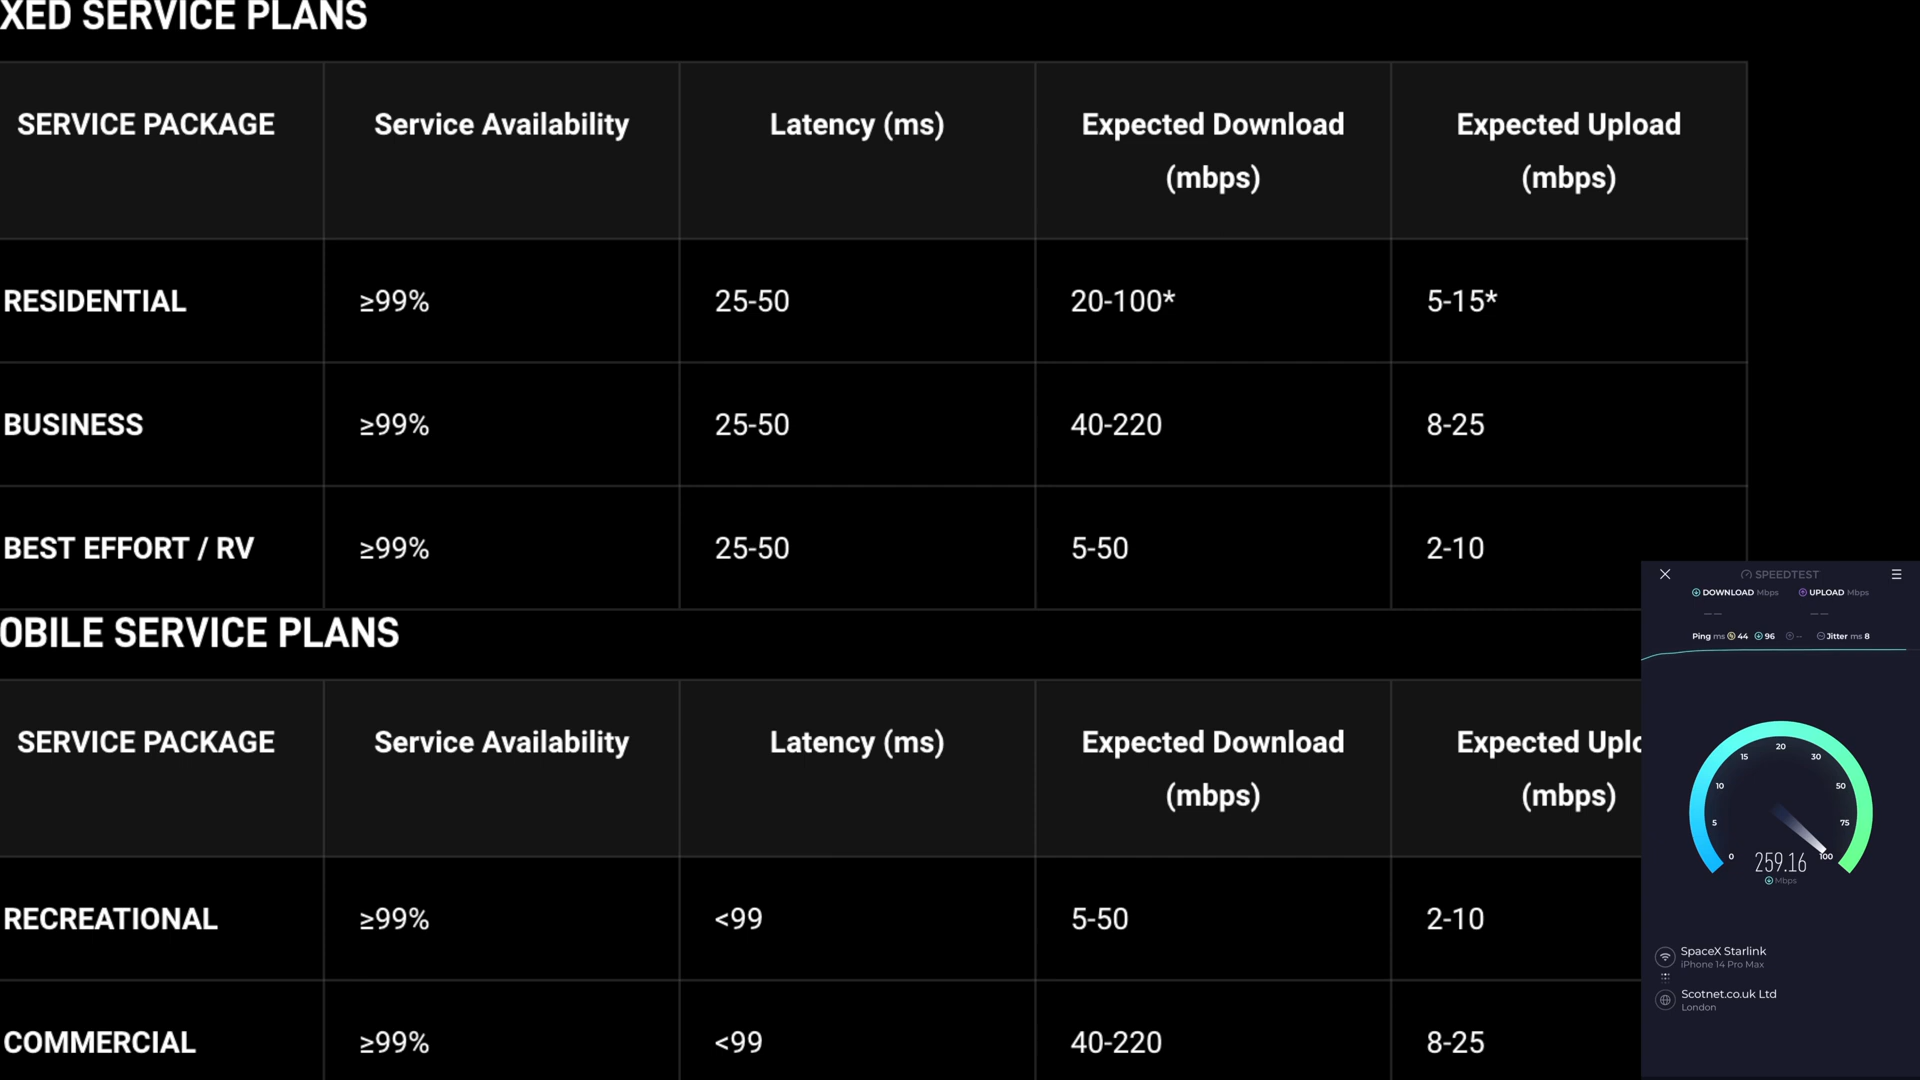 XED SERVICE PLANS
SERVICE PACKAGE Service Availability Latency (ms) Expected Download (mbps) Expected Upload (mbps)
RESIDENTIAL ≥99% 25-50 20-100* 5-15*
BUSINESS ≥99% 25-50 40-220 8-25
BEST EFFORT / RV ≥99% 25-50 5-50 2-10
OBILE SERVICE PLANS
SERVICE PACKAGE Service Availability Latency (ms) Expected Download (mbps) Expected Uplo (mbps)
RECREATIONAL ≥99% <99 5-50 2-10
COMMERCIAL ≥99% <99 40-220 8-25
SPEEDTEST
DOWNLOAD Mbps UPLOAD Mbps
— — — —
Ping ms 44 96 -- Jitter ms 8
0 5 10 15 20 30 50 75 100
259.16
Mbps
SpaceX Starlink
iPhone 14 Pro Max
Scotnet.co.uk Ltd
London